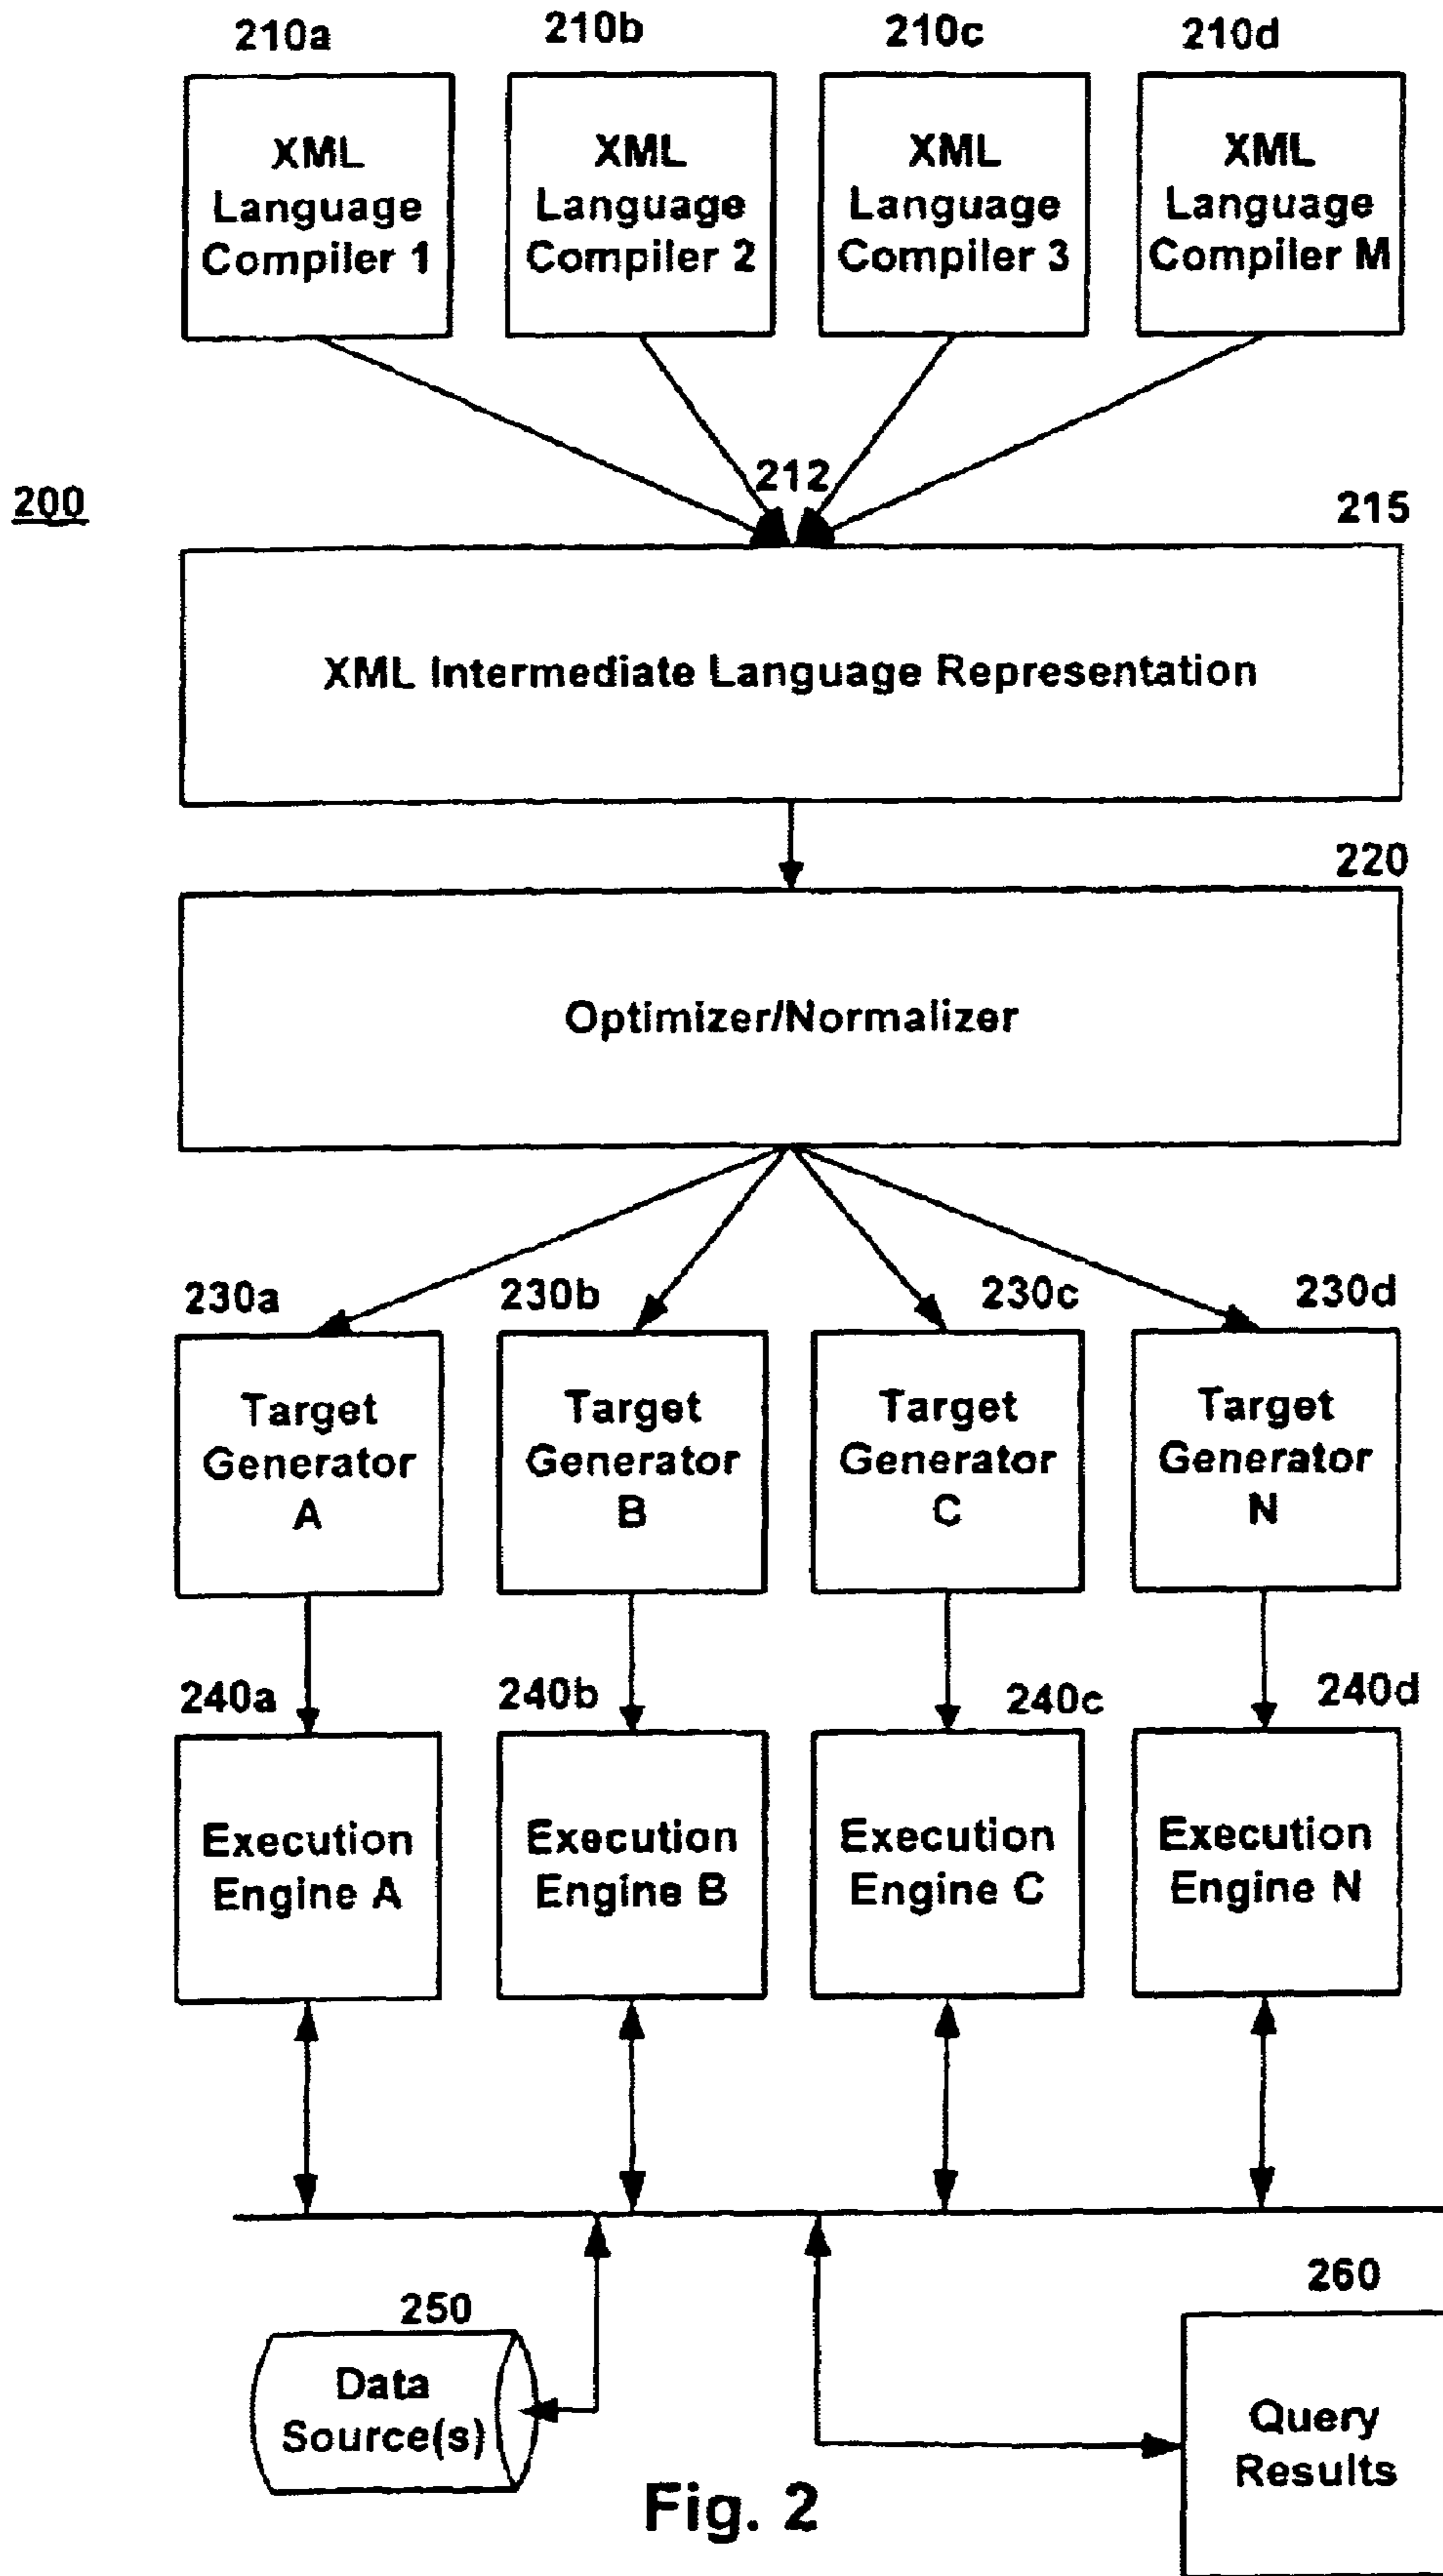 210a
210b
210c
210d
XML
Language
Compiler 1
XML
Language
Compiler 2
XML
Language
Compiler 3
XML
Language
Compiler M
212
200
215
XML Intermediate Language Representation
220
Optimizer/Normalizer
230a
230b
230c
230d
Target
Generator
A
Target
Generator
B
Target
Generator
C
Target
Generator
N
240a
240b
240c
240d
Execution
Engine A
Execution
Engine B
Execution
Engine C
Execution
Engine N
250
Data
Source(s)
260
Query
Results
Fig. 2